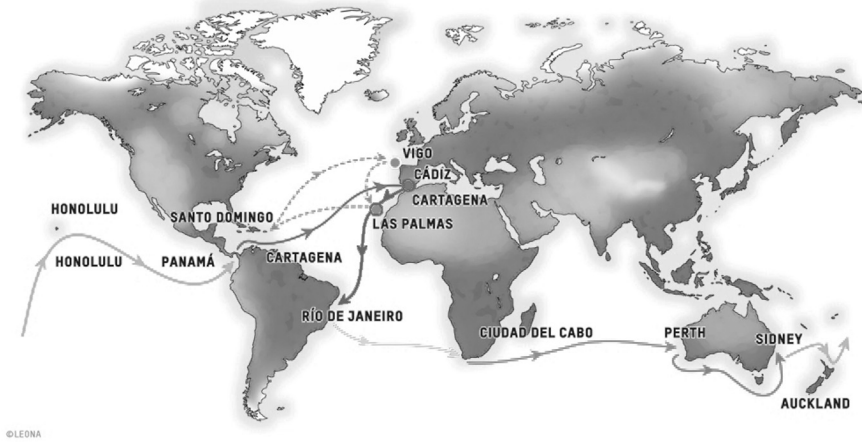 VIGO
CÁDÍZ
CARTAGENA
HONOLULU
SANTO DOMINGO
LAS PALMAS
HONOLULU
PANAMÁ
CARTAGENA
RÍO DE JANEIRO
CIUDAD DEL CABO
PERTH
SIDNEY
AUCKLAND
©LEONA